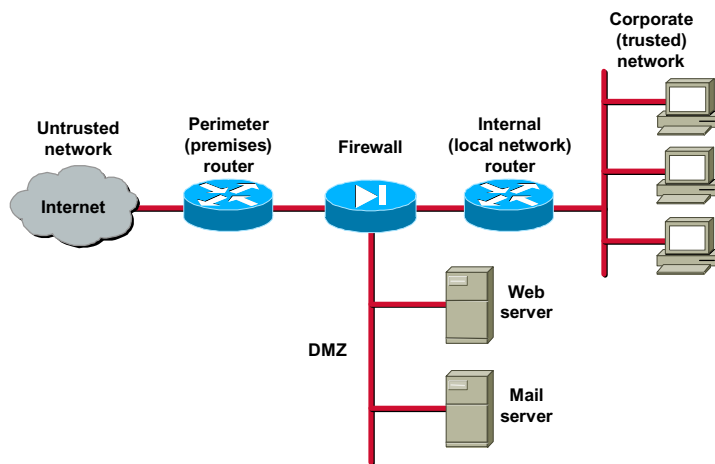 Corporate
(trusted)
network
Untrusted
network
Internet
Perimeter
(premises)
router
Firewall
Internal
(local network)
router
Web
server
DMZ
Mail
server